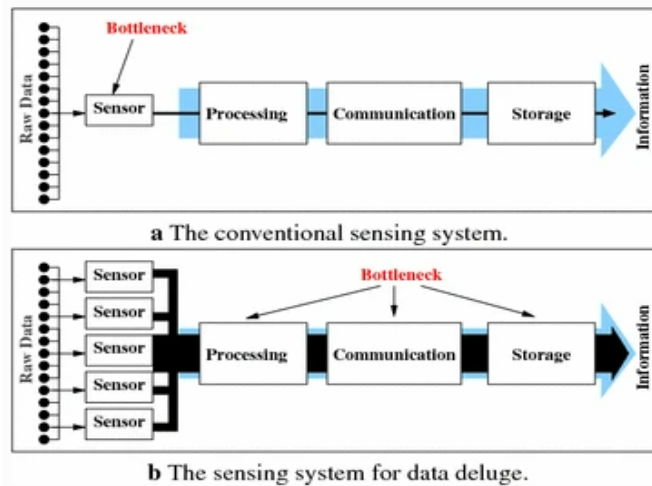 Bottleneck
Raw Data
Sensor
Processing
Communication
Storage
Information
a The conventional sensing system.
Sensor
Bottleneck
Sensor
Raw Data
Sensor
Processing
Communication
Storage
Information
Sensor
Sensor
b The sensing system for data deluge.